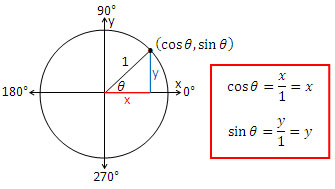 90°
y
(cos θ, sin θ)
1
y
θ
x
180°
x
0°
270°
cos θ = x/1 = x
sin θ = y/1 = y